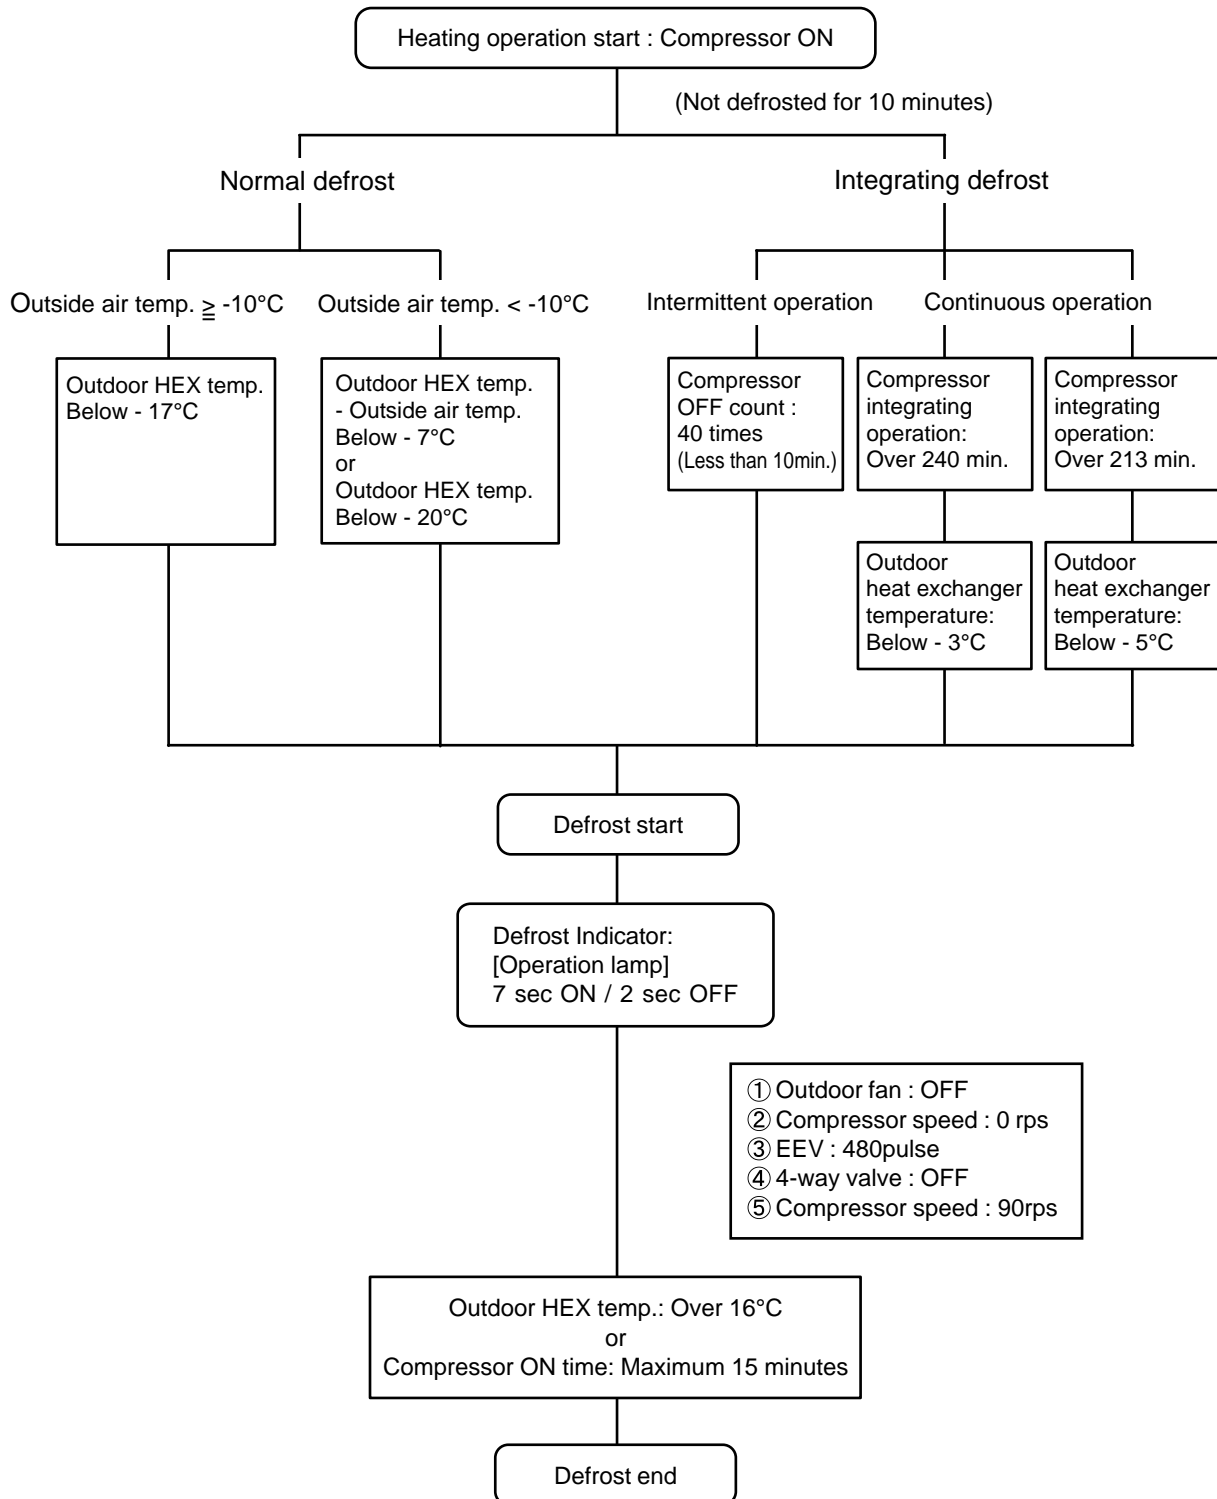 Heating operation start : Compressor ON
(Not defrosted for 10 minutes)
Normal defrost
Integrating defrost
Outside air temp. ≧ -10°C
Outside air temp. < -10°C
Intermittent operation
Continuous operation
Outdoor HEX temp.
Below - 17°C
Outdoor HEX temp.
- Outside air temp.
Below - 7°C
or
Outdoor HEX temp.
Below - 20°C
Compressor
OFF count :
40 times
(Less than 10min.)
Compressor
integrating
operation:
Over 240 min.
Compressor
integrating
operation:
Over 213 min.
Outdoor
heat exchanger
temperature:
Below - 3°C
Outdoor
heat exchanger
temperature:
Below - 5°C
Defrost start
Defrost Indicator:
[Operation lamp]
7 sec ON / 2 sec OFF
① Outdoor fan : OFF
② Compressor speed : 0 rps
③ EEV : 480pulse
④ 4-way valve : OFF
⑤ Compressor speed : 90rps
Outdoor HEX temp.: Over 16°C
or
Compressor ON time: Maximum 15 minutes
Defrost end